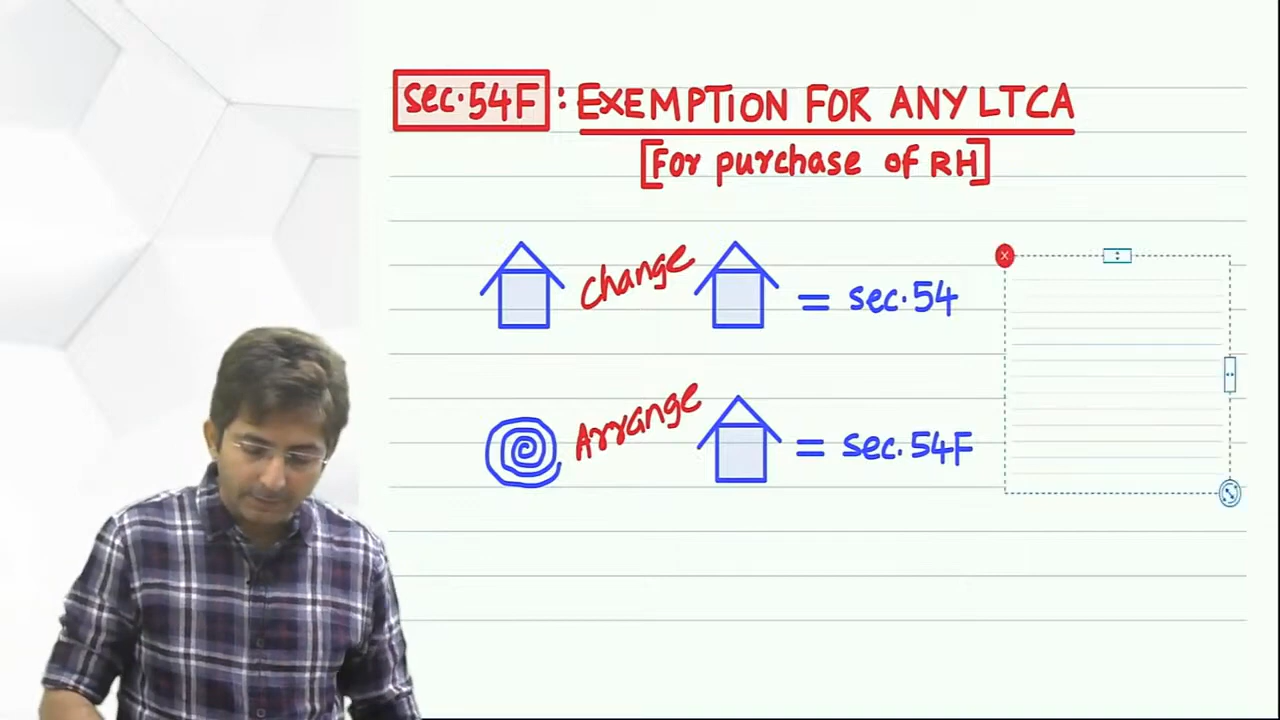 sec.54F : EXEMPTION FOR ANY LTCA
[For purchase of RH]
Change = sec.54
Arrange = sec.54F